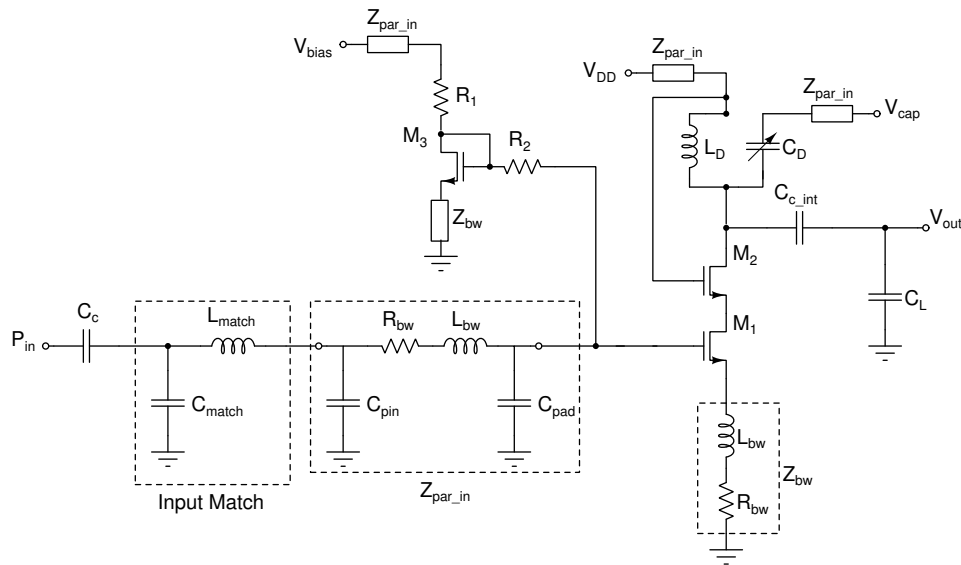 Z_par_in
V_bias
R_1
M_3
R_2
Z_bw
Z_par_in
V_DD
Z_par_in
V_cap
L_D
C_D
C_c_int
V_out
M_2
C_L
M_1
P_in
C_c
L_match
C_match
Input Match
R_bw
L_bw
C_pin
C_pad
Z_par_in
L_bw
R_bw
Z_bw